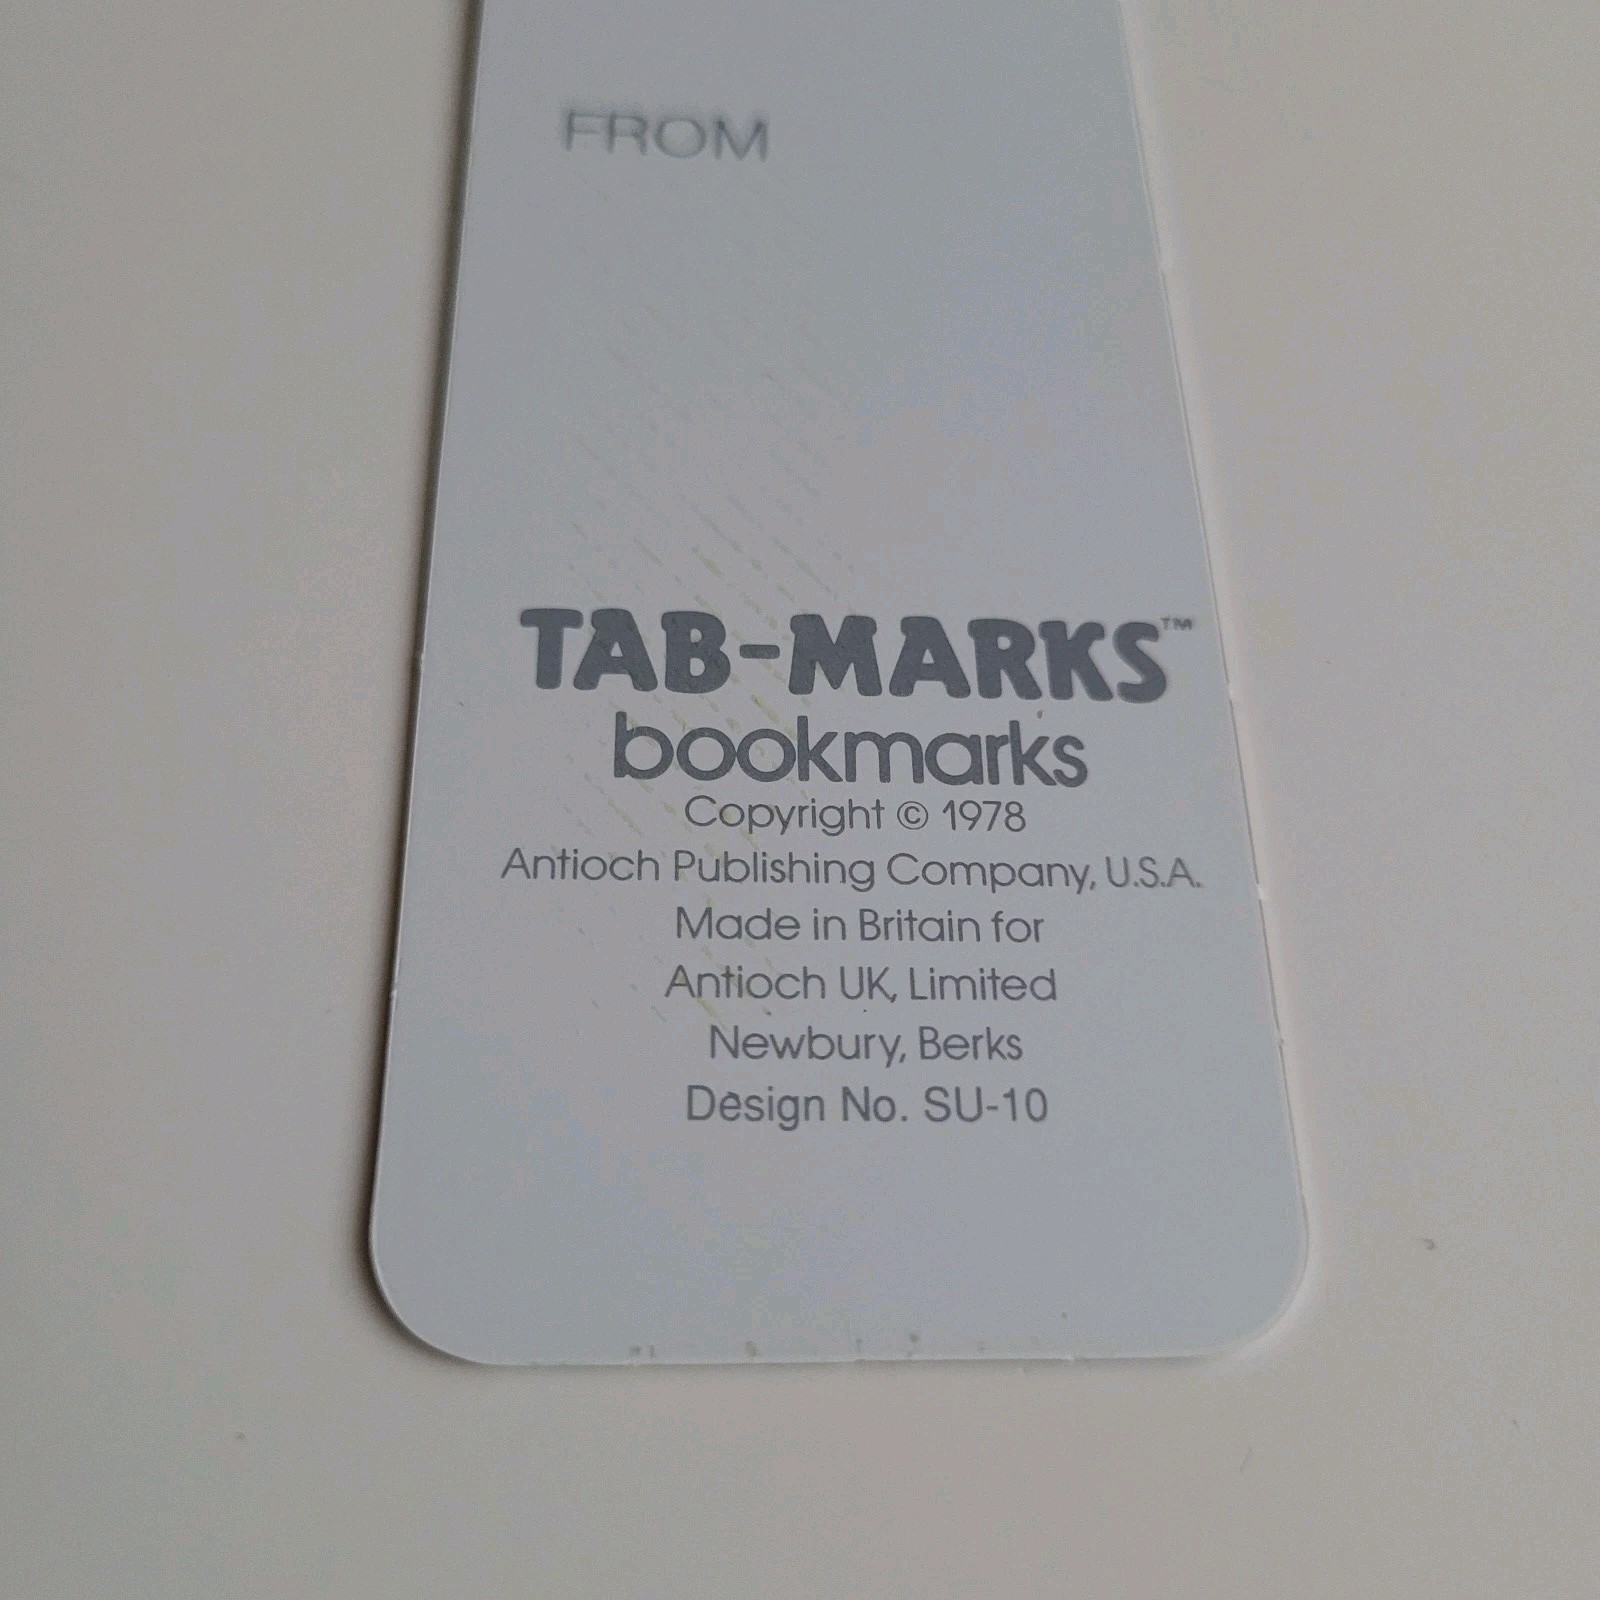 FROM
TAB-MARKS™
bookmarks
Copyright © 1978
Antioch Publishing Company, U.S.A.
Made in Britain for
Antioch UK, Limited
Newbury, Berks
Design No. SU-10